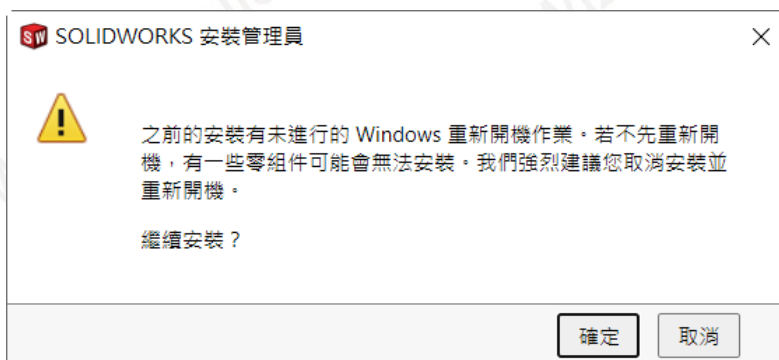 SW SOLIDWORKS 安裝管理員
之前的安裝有未進行的 Windows 重新開機作業。若不先重新開
機，有一些零組件可能會無法安裝。我們強烈建議您取消安裝並
重新開機。
繼續安裝？
確定 取消